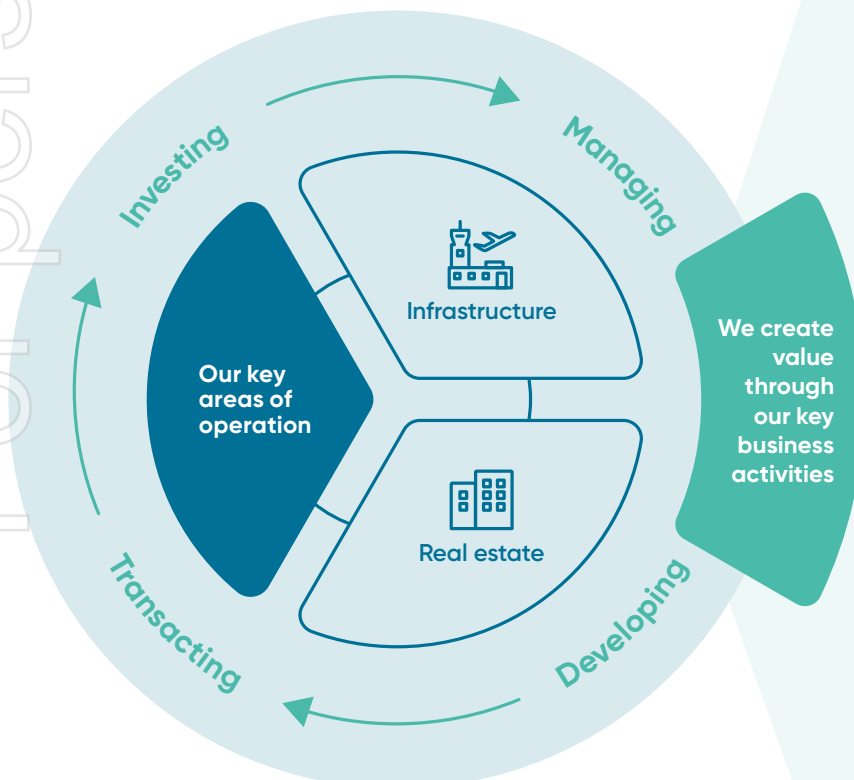 Investing
Managing
Infrastructure
Our key
areas of
operation
We create
value
through
our key
business
activities
Real estate
Transacting
Developing